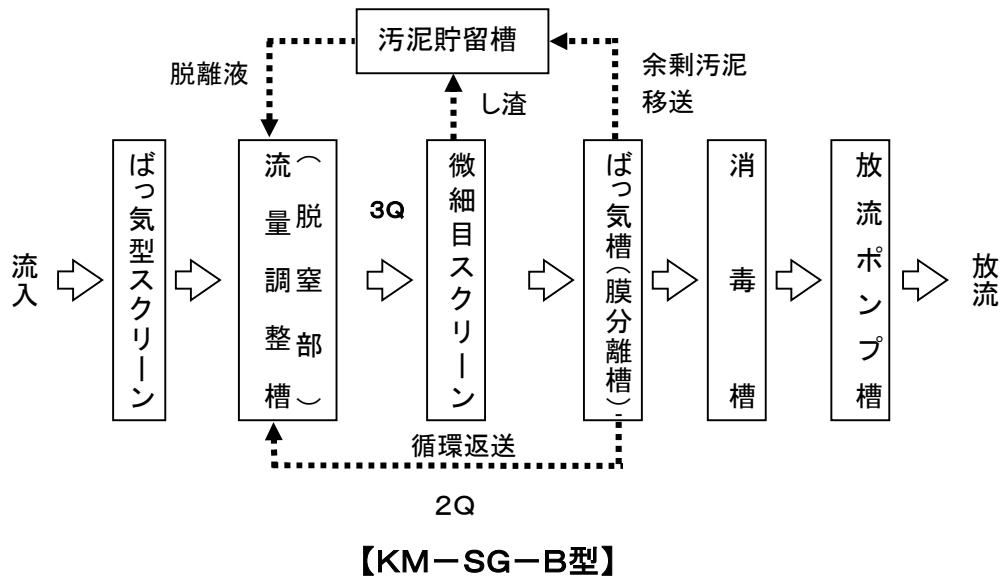 汚泥貯留槽
脱離液
余剰汚泥
移送
し渣
流入
ばっ気型スクリーン
流量調整槽
（脱窒部）
3Q
微細目スクリーン
ばっ気槽（膜分離槽）
消毒槽
放流ポンプ槽
放流
循環返送
2Q
【KM－SG－B型】